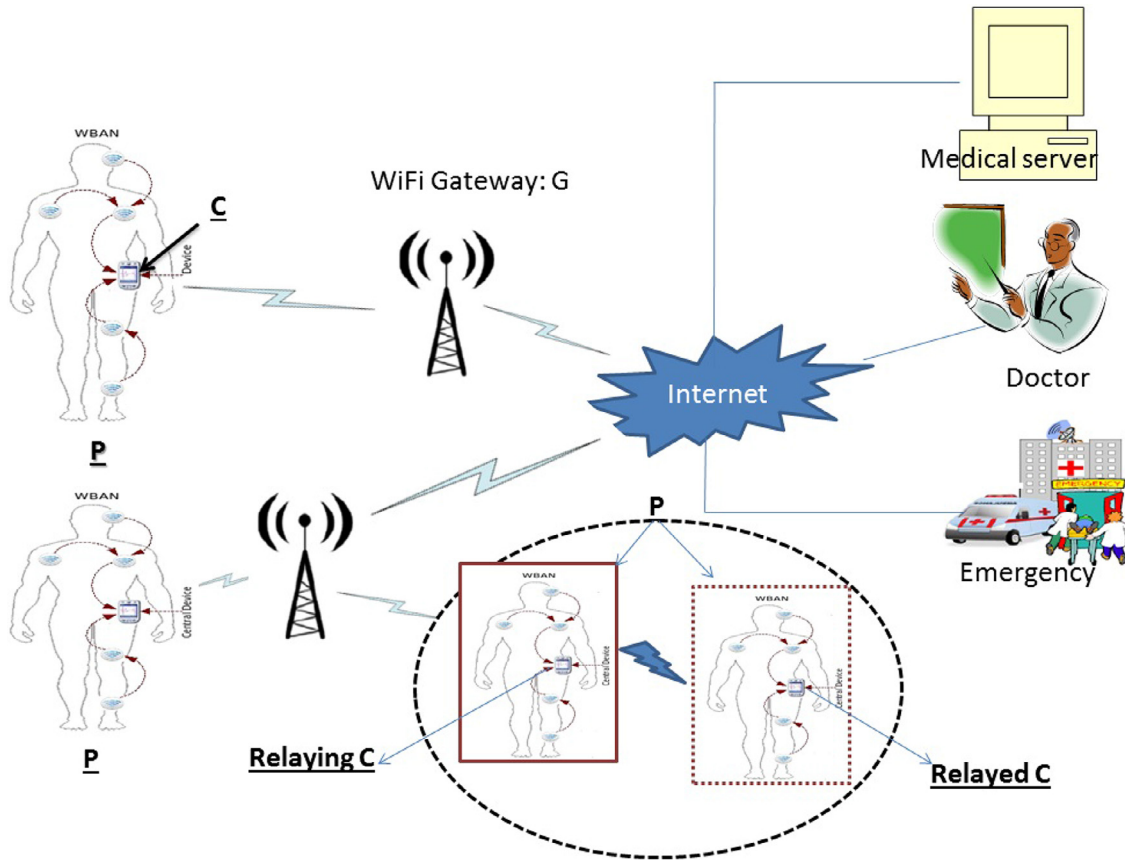 WBAN
C
Device
P
WiFi Gateway: G
Medical server
Doctor
Internet
EMERGENCY
Emergency
WBAN
Central Device
P
P
WBAN
Central Device
WBAN
Central Device
Relaying C
Relayed C